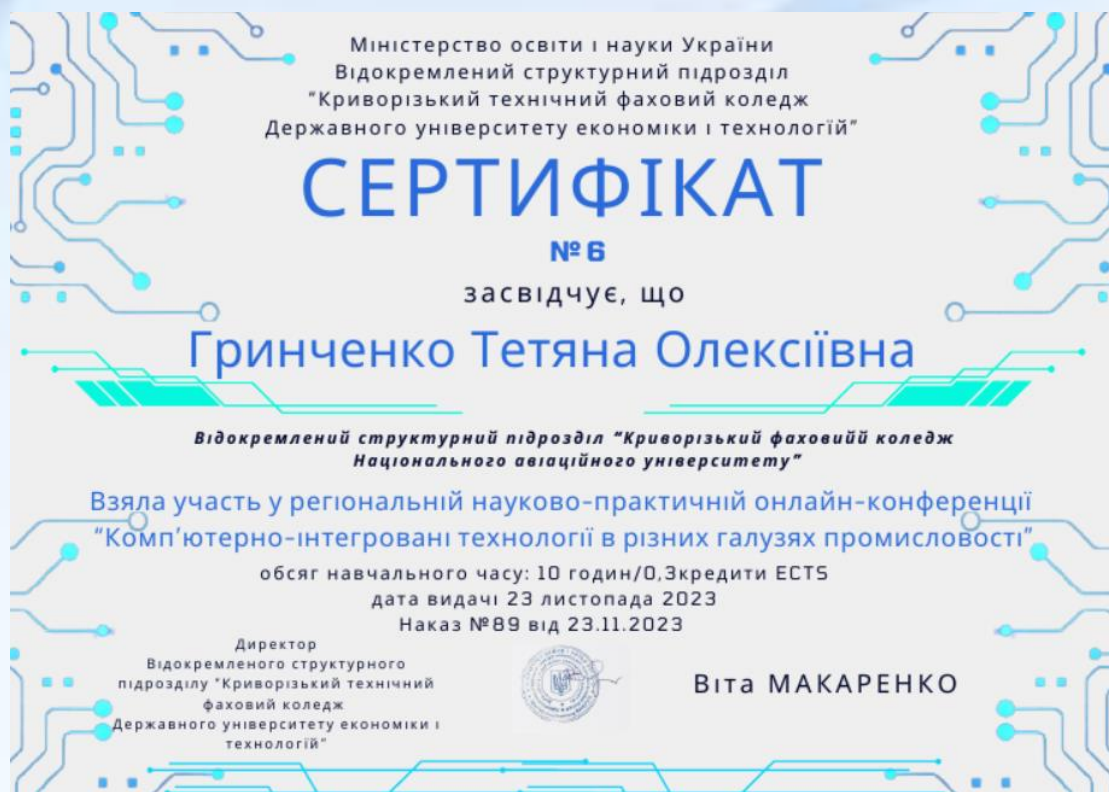 Міністерство освіти і науки України
Відокремлений структурний підрозділ
"Криворізький технічний фаховий коледж
Державного університету економіки і технологій"
СЕРТИФІКАТ
№ 6
засвідчує, що
Гринченко Тетяна Олексіївна
Відокремлений структурний підрозділ "Криворізький фаховийй коледж
Національного авіаційного університету"
Взяла участь у регіональній науково-практичній онлайн-конференції
"Комп'ютерно-інтегровані технології в різних галузях промисловості"
обсяг навчального часу: 10 годин/0,3кредити ECTS
дата видачі 23 листопада 2023
Наказ №89 від 23.11.2023
Директор
Відокремленого структурного
підрозділу "Криворізький технічний
фаховий коледж
Державного університету економіки і
технологій"
Віта МАКАРЕНКО